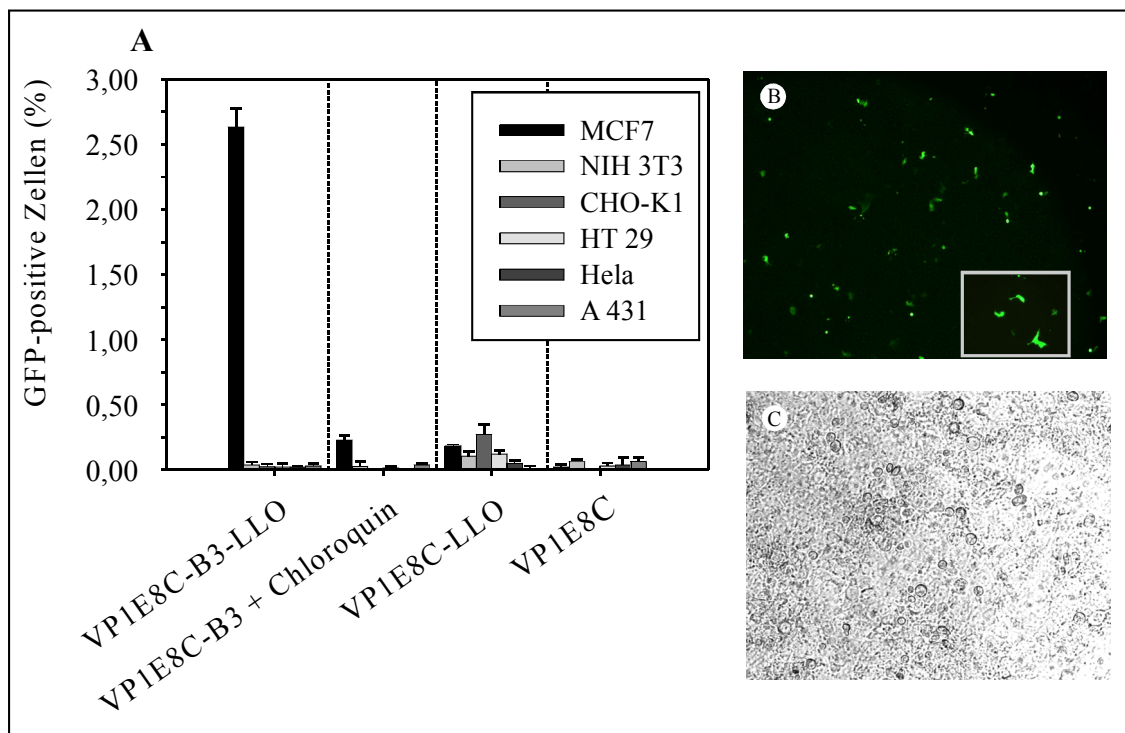 A
GFP-positive Zellen (%)
3,00
2,50
2,00
1,50
1,00
0,50
0,00
MCF7
NIH 3T3
CHO-K1
HT 29
Hela
A 431
VP1E8C-B3-LLO
VP1E8C-B3 + Chloroquin
VP1E8C-LLO
VP1E8C
B
C